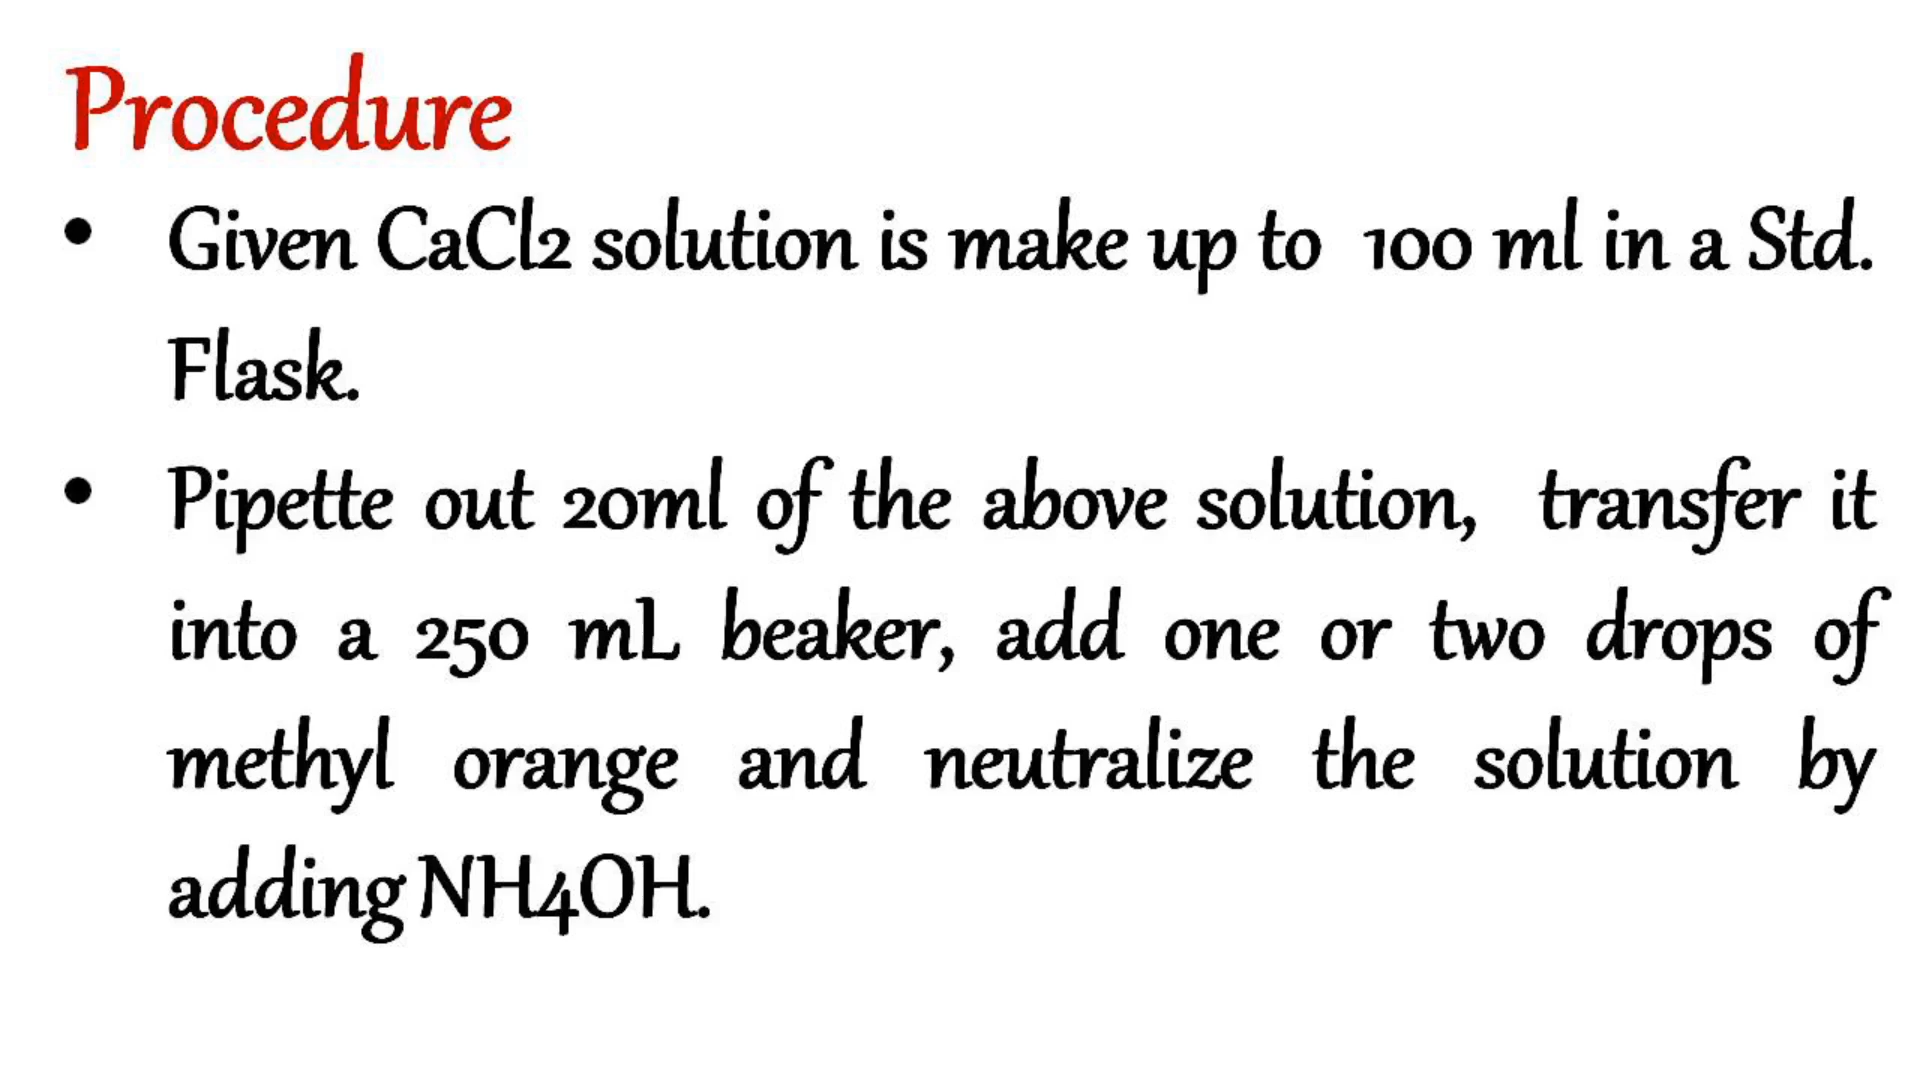 Procedure
• Given CaCl2 solution is make up to 100 ml in a Std.
Flask.
• Pipette out 20ml of the above solution, transfer it
into a 250 mL beaker, add one or two drops of
methyl orange and neutralize the solution by
adding NH4OH.